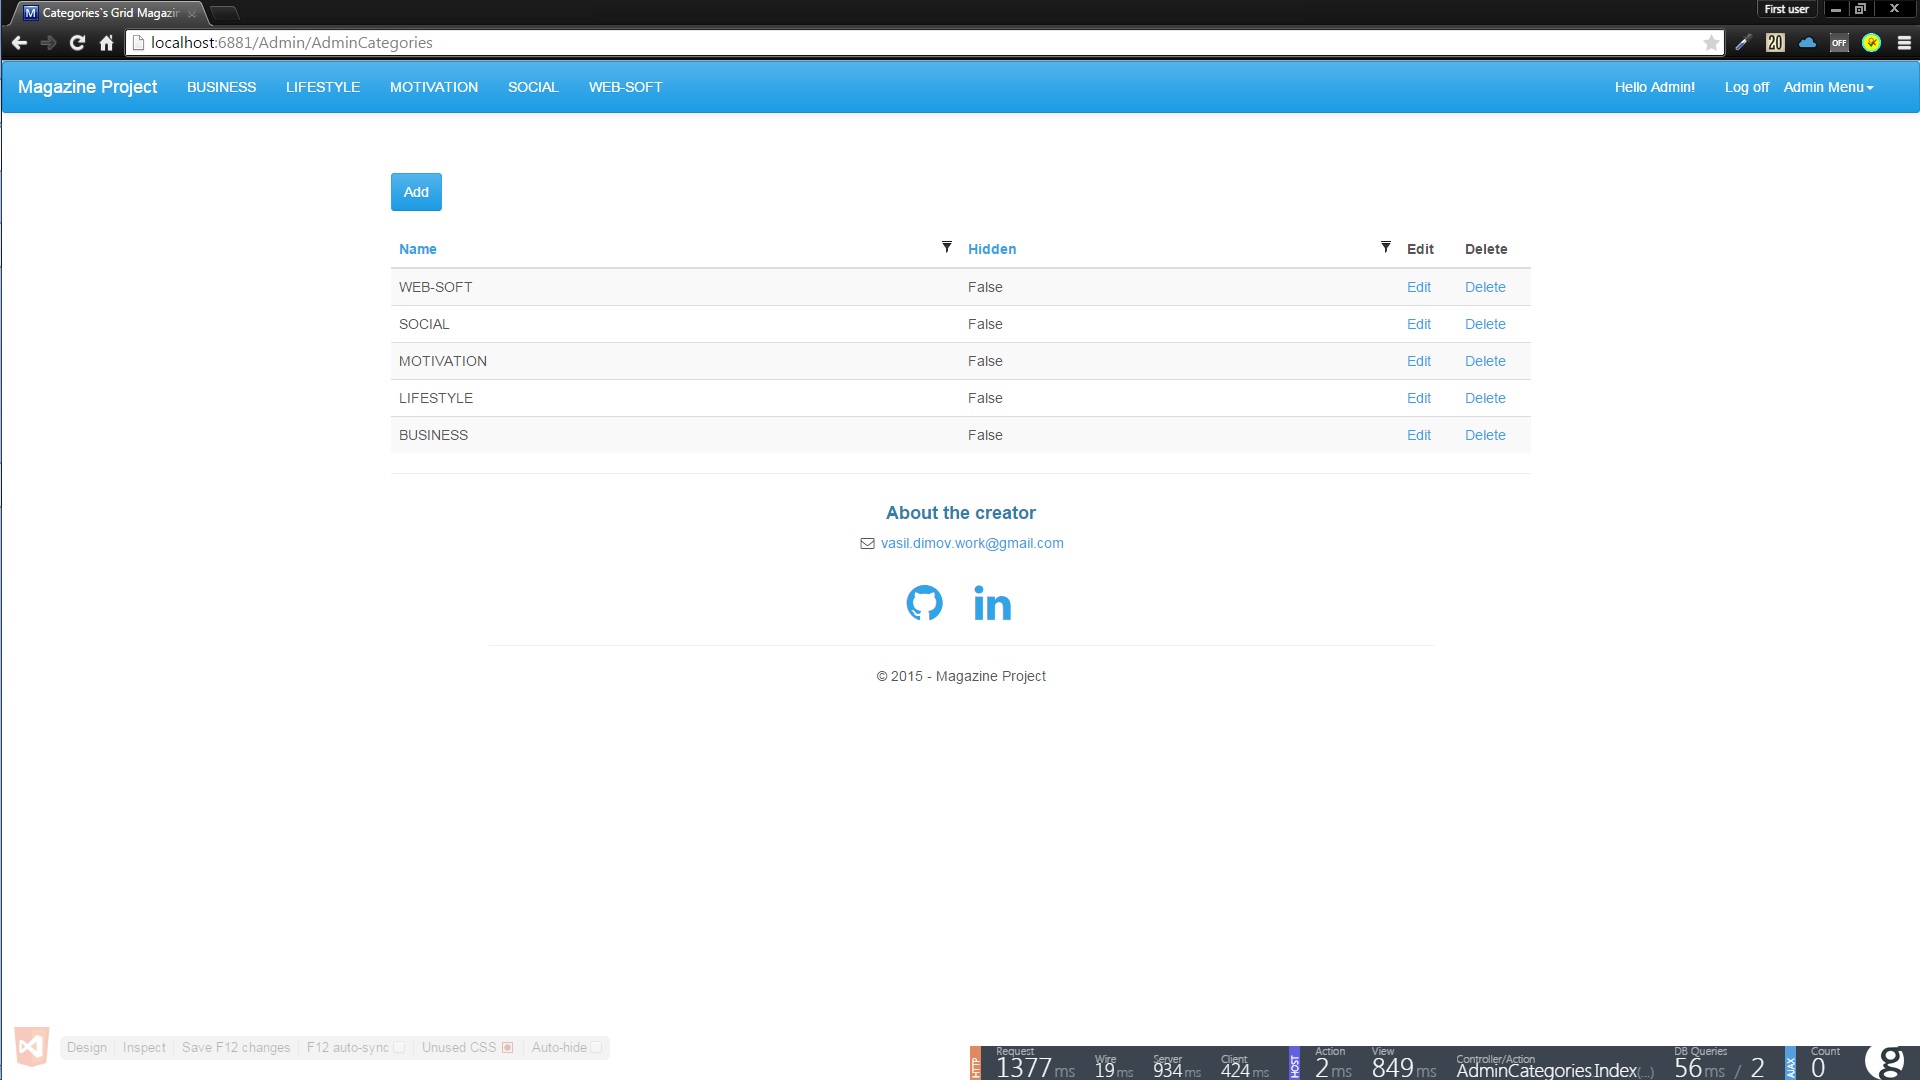 Categories`s Grid Magazin
First user
localhost:6881/Admin/AdminCategories
20
OFF
Magazine Project BUSINESS LIFESTYLE MOTIVATION SOCIAL WEB-SOFT Hello Admin! Log off Admin Menu
Add
Name Hidden Edit Delete
WEB-SOFT False Edit Delete
SOCIAL False Edit Delete
MOTIVATION False Edit Delete
LIFESTYLE False Edit Delete
BUSINESS False Edit Delete
About the creator
vasil.dimov.work@gmail.com
in
© 2015 - Magazine Project
Design Inspect Save F12 changes F12 auto-sync Unused CSS Auto-hide
HTTP Request 1377 ms Wire 19 ms Server 934 ms Client 424 ms
HOST Action 2 ms View 849 ms Controller/Action AdminCategories.Index(...) DB Queries 56 ms / 2
AJAX Count 0
g